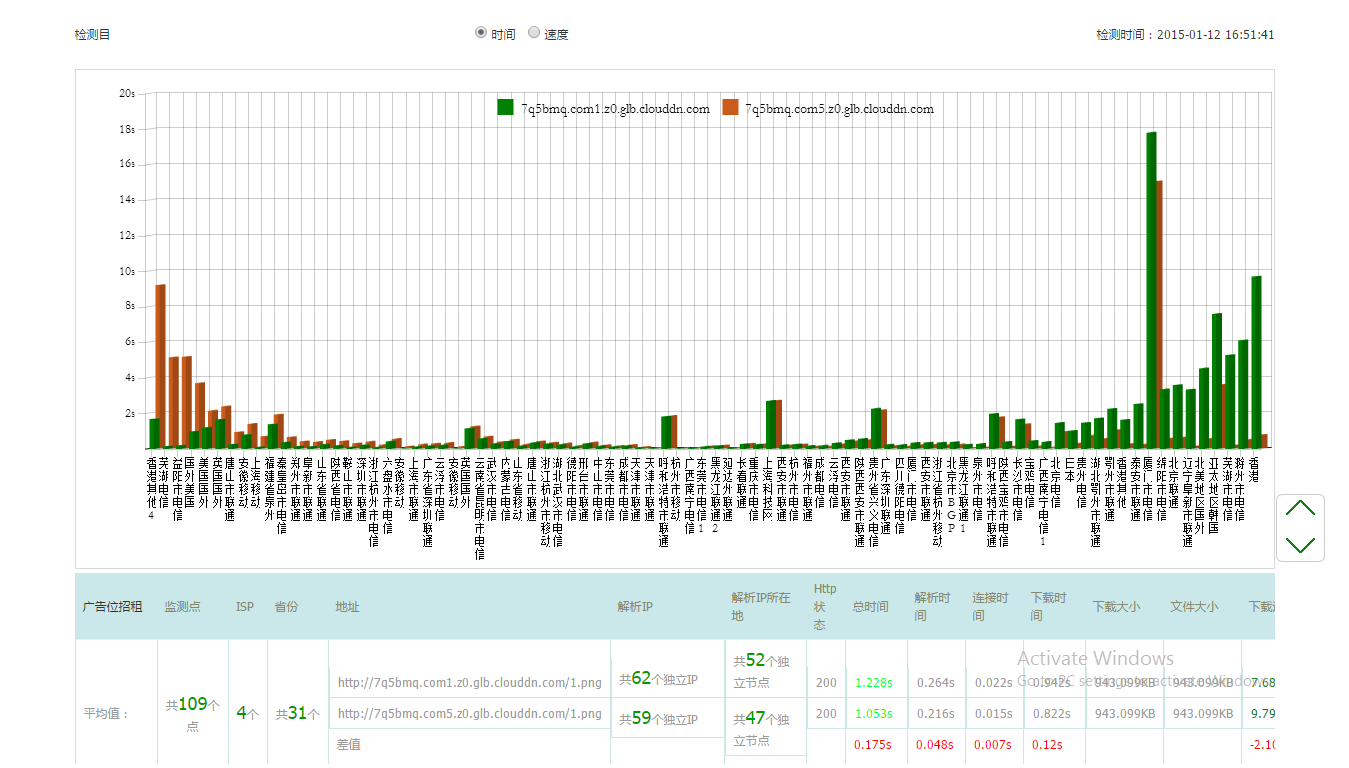 检测目
时间 速度
检测时间：2015-01-12 16:51:41
7q5bmq.com1.z0.glb.clouddn.com 7q5bmq.com5.z0.glb.clouddn.com
20s
18s
16s
14s
12s
10s
8s
6s
4s
2s
香港其他4
芜湖电信
益阳市电信
国外美国
美国国外
英国国外
唐山市联通
安徽移动
上海移动
福建省泉州
秦皇岛市电信
郑州市联通
阜新市联通
山东省联通
陕西省电信
鞍山市联通
深圳市联通
浙江杭州市电信
六盘水市电信
安徽移动
上海市联通
广东省深圳联通
云浮市电信
安徽移动
英国国外
云南省昆明市电信
武汉市电信
内蒙古电信
山东省移动
唐山市联通
浙江杭州市移动
湖北武汉市电信
德阳市联通
邢台市联通
中山市电信
东莞市电信
成都市电信
天津市联通
天津市联通
呼和浩特市联通
杭州市移动
广西南宁电信
东莞市电信1
黑龙江联通2
长春联通
重庆市电信
上海科技网
西安市联通
杭州市电信
福州市联通
成都电信
云浮电信
西安市联通
陕西西安市联通
贵州省兴义电信
广东深圳联通
四川德阳电信
厦门市电信
西安市联通
浙江省杭州移动
北京市BGP
黑龙江联通1
泉州市电信
呼和浩特市联通
陕西宝鸡市电信
长沙市电信
宝鸡电信
广西南宁电信1
北京电信
日本
贵州电信
湖北鄂州市联通
鄂州市电信
香港其他
泰安市联通
厦门电信
绵阳市电信
北京联通
辽宁阜新市联通
北美地区国外
亚太地区韩国
芜湖市电信
滁州市电信
香港
广告位招租 监测点 ISP 省份 地址 解析IP 解析IP所在地 Http状态 总时间 解析时间 连接时间 下载时间 下载大小 文件大小 下载
平均值： 共109个点 4个 共31个
http://7q5bmq.com1.z0.glb.clouddn.com/1.png 共62个独立IP 共52个独立节点 200 1.228s 0.264s 0.022s 0.942s 943.099KB 943.099KB 7.68
http://7q5bmq.com5.z0.glb.clouddn.com/1.png 共59个独立IP 共47个独立节点 200 1.053s 0.216s 0.015s 0.822s 943.099KB 943.099KB 9.79
差值 0.175s 0.048s 0.007s 0.12s -2.10
Activate Windows
Go to PC settings to activate Windows.